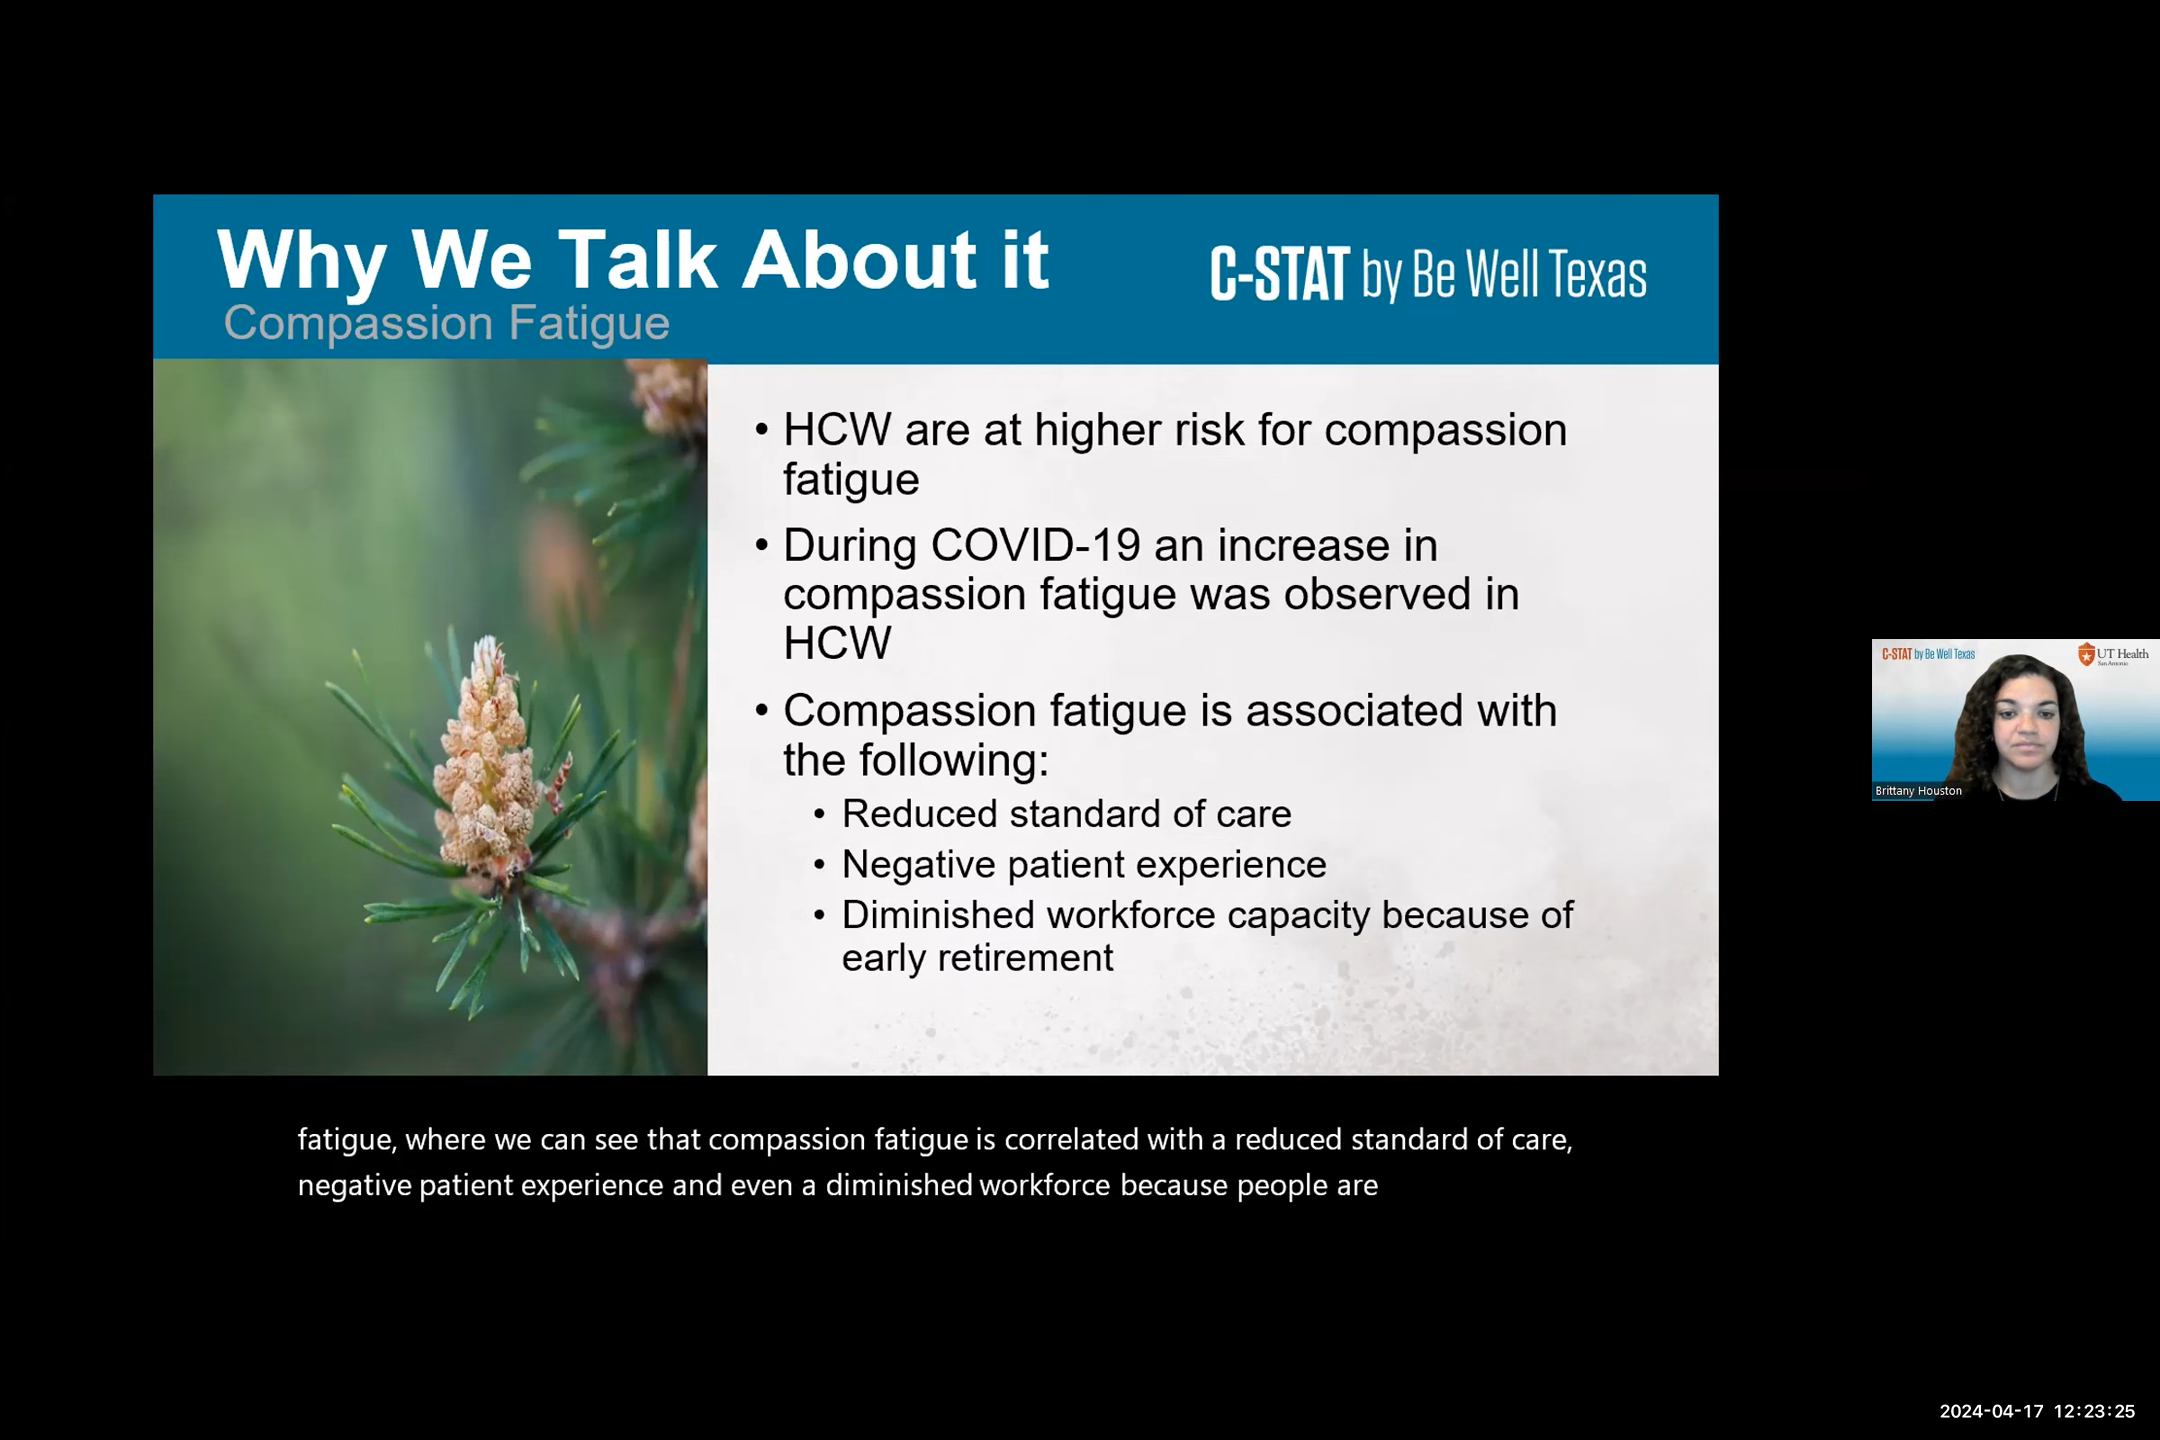 Why We Talk About it
C-STAT by Be Well Texas
Compassion Fatigue
• HCW are at higher risk for compassion
fatigue
• During COVID-19 an increase in
compassion fatigue was observed in
HCW
• Compassion fatigue is associated with
the following:
• Reduced standard of care
• Negative patient experience
• Diminished workforce capacity because of
early retirement
C-STAT by Be Well Texas
UT Health
San Antonio
Brittany Houston
fatigue, where we can see that compassion fatigue is correlated with a reduced standard of care,
negative patient experience and even a diminished workforce because people are
2024-04-17 12:23:25